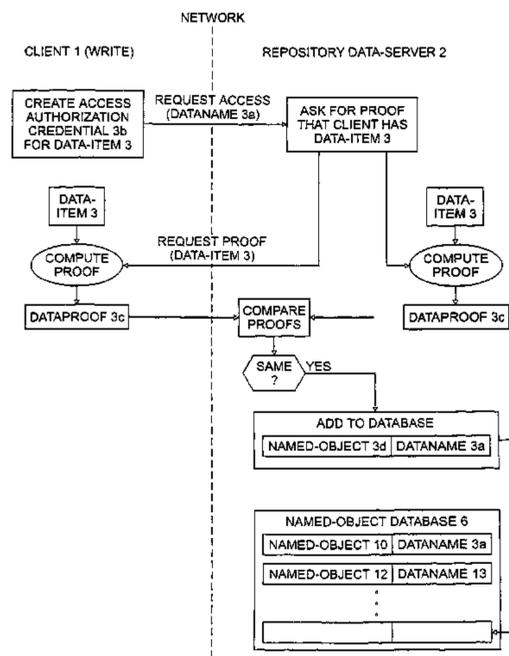 NETWORK
CLIENT 1 (WRITE)
REPOSITORY DATA-SERVER 2
CREATE ACCESS
AUTHORIZATION
CREDENTIAL 3b
FOR DATA-ITEM 3
REQUEST ACCESS
(DATANAME 3a)
ASK FOR PROOF
THAT CLIENT HAS
DATA-ITEM 3
DATA-
ITEM 3
DATA-
ITEM 3
REQUEST PROOF
(DATA-ITEM 3)
COMPUTE
PROOF
COMPUTE
PROOF
DATAPROOF 3c
COMPARE
PROOFS
DATAPROOF 3c
SAME
?
YES
ADD TO DATABASE
NAMED-OBJECT 3d DATANAME 3a
NAMED-OBJECT DATABASE 6
NAMED-OBJECT 10 DATANAME 3a
NAMED-OBJECT 12 DATANAME 13